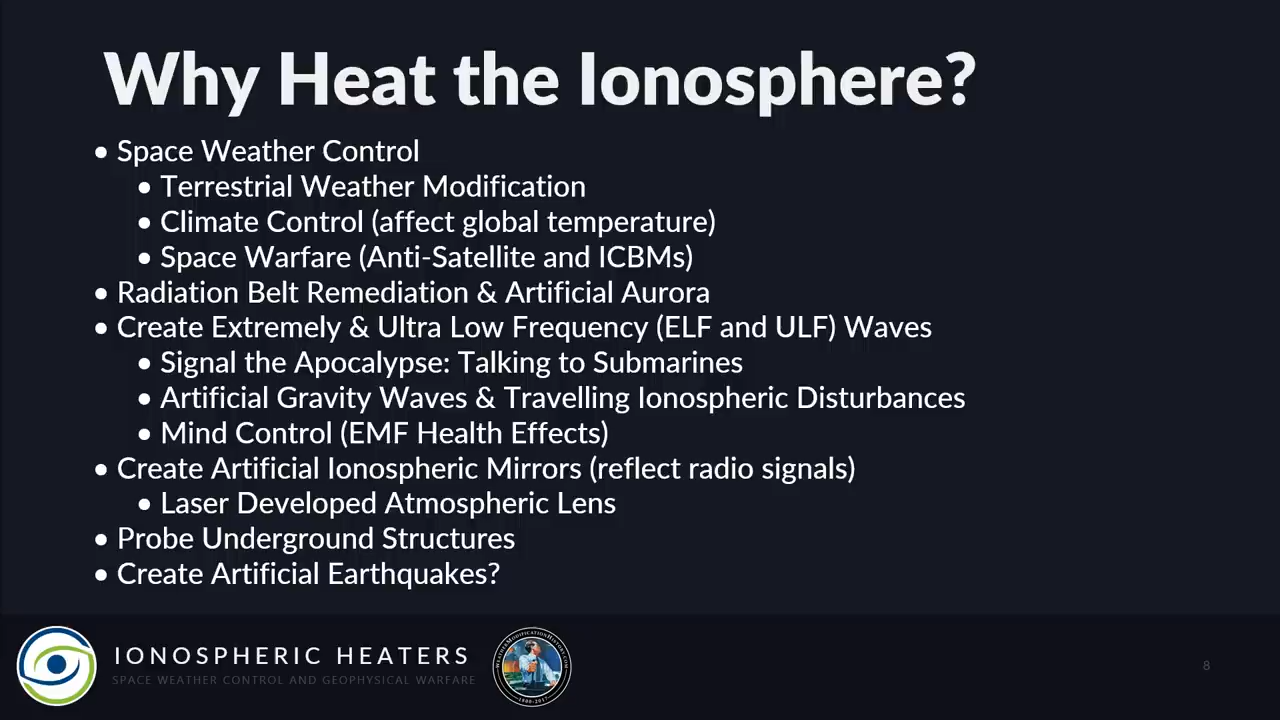 Why Heat the Ionosphere?
• Space Weather Control
• Terrestrial Weather Modification
• Climate Control (affect global temperature)
• Space Warfare (Anti-Satellite and ICBMs)
• Radiation Belt Remediation & Artificial Aurora
• Create Extremely & Ultra Low Frequency (ELF and ULF) Waves
• Signal the Apocalypse: Talking to Submarines
• Artificial Gravity Waves & Travelling Ionospheric Disturbances
• Mind Control (EMF Health Effects)
• Create Artificial Ionospheric Mirrors (reflect radio signals)
• Laser Developed Atmospheric Lens
• Probe Underground Structures
• Create Artificial Earthquakes?
IONOSPHERIC HEATERS
SPACE WEATHER CONTROL AND GEOPHYSICAL WARFARE
WEATHERMODIFICATIONHISTORY.COM
8